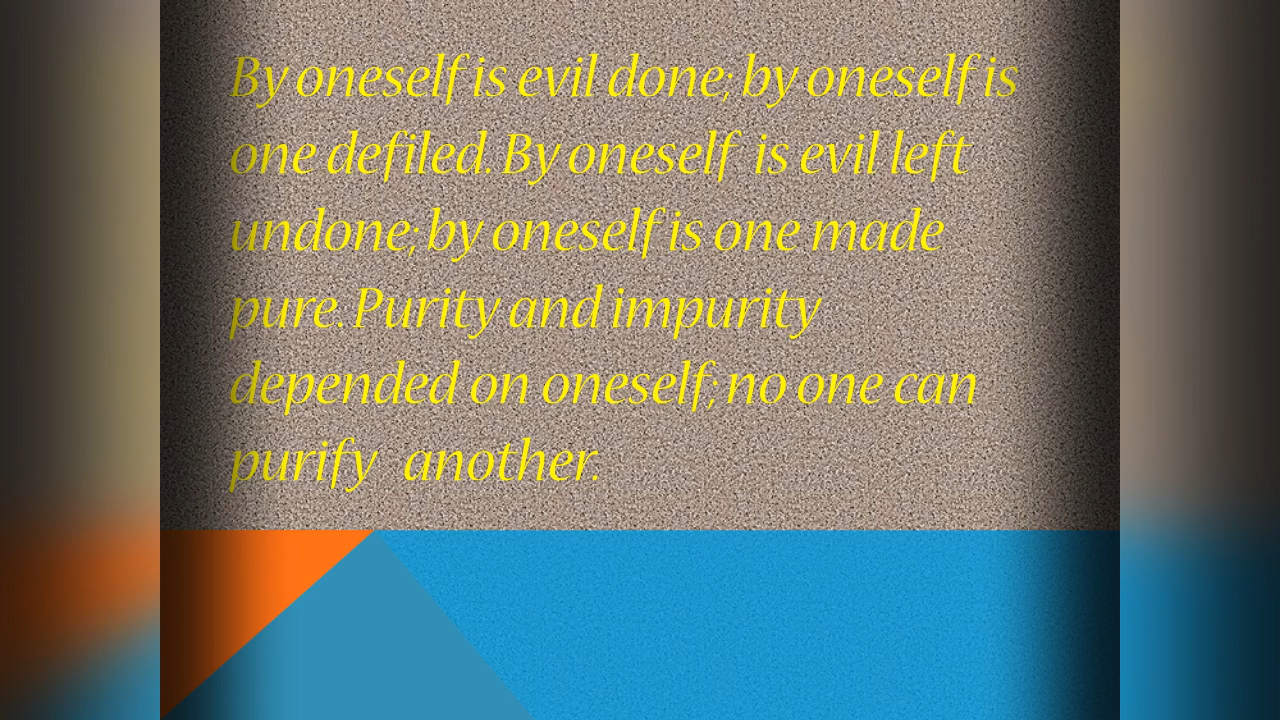 By oneself is evil done; by oneself is
one defiled. By oneself is evil left
undone; by oneself is one made
pure. Purity and impurity
depended on oneself; no one can
purify another.